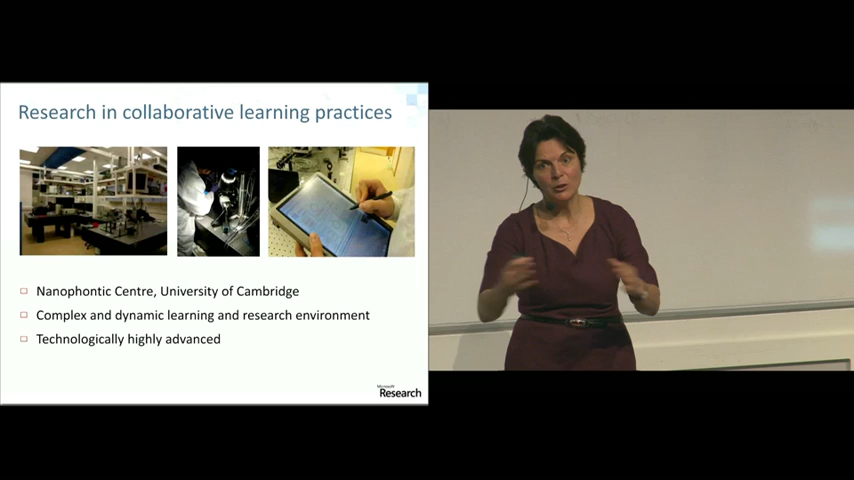 Research in collaborative learning practices
Nanophontic Centre, University of Cambridge
Complex and dynamic learning and research environment
Technologically highly advanced
Microsoft
Research